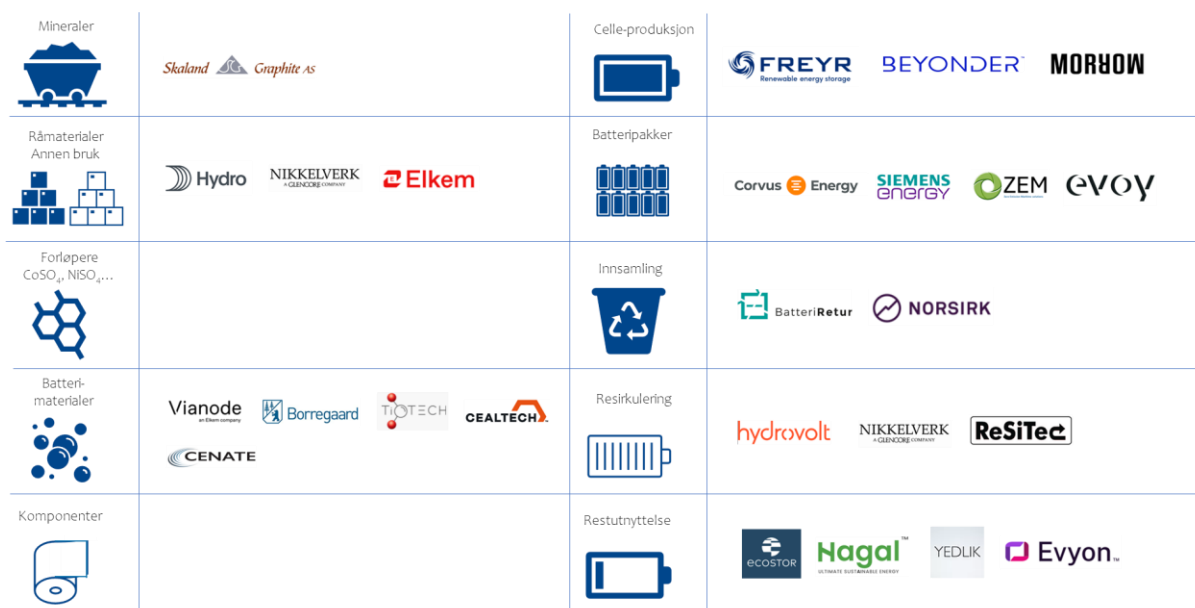 Mineraler
Skaland Graphite AS
Råmaterialer
Annen bruk
Hydro
NIKKELVERK
A GLENCORE COMPANY
Elkem
Forløpere
CoSO₄, NiSO₄...
Batteri-
materialer
Vianode
an Elkem company
Borregaard
TIOTECH
CEALTECH
CENATE
Komponenter
Celle-produksjon
FREYR
Renewable energy storage
BEYONDER
MORROW
Batteripakker
Corvus Energy
SIEMENS
energy
ZEM
evoy
Innsamling
BatteriRetur
NORSIRK
Resirkulering
hydrovolt
NIKKELVERK
A GLENCORE COMPANY
ReSiTec
Restutnyttelse
ECOSTOR
Hagal™
ULTIMATE SUSTAINABLE ENERGY
YEDLIK
Evyon™